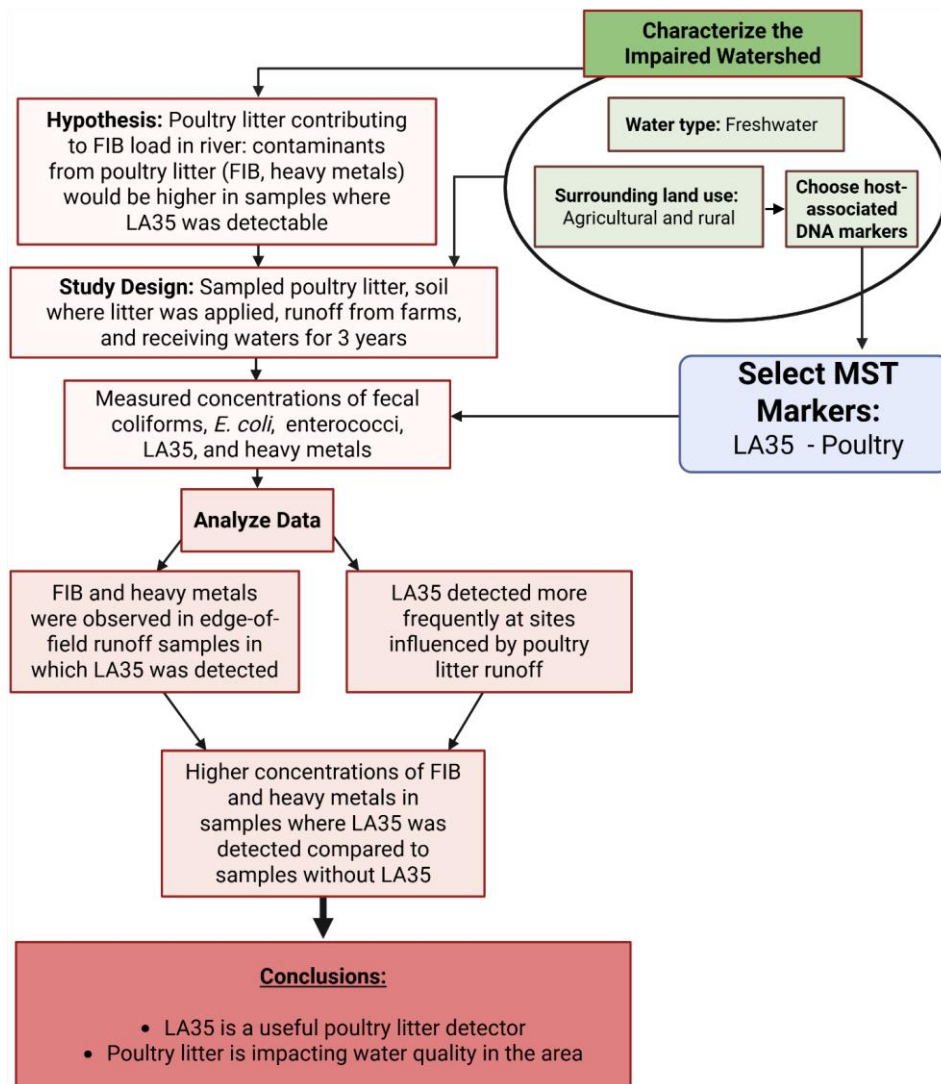 Characterize the
Impaired Watershed
Water type: Freshwater
Surrounding land use:
Agricultural and rural
Choose host-
associated
DNA markers
Hypothesis: Poultry litter contributing
to FIB load in river: contaminants
from poultry litter (FIB, heavy metals)
would be higher in samples where
LA35 was detectable
Study Design: Sampled poultry litter, soil
where litter was applied, runoff from farms,
and receiving waters for 3 years
Select MST
Markers:
LA35 - Poultry
Measured concentrations of fecal
coliforms, E. coli, enterococci,
LA35, and heavy metals
Analyze Data
FIB and heavy metals
were observed in edge-of-
field runoff samples in
which LA35 was detected
LA35 detected more
frequently at sites
influenced by poultry
litter runoff
Higher concentrations of FIB
and heavy metals in
samples where LA35 was
detected compared to
samples without LA35
Conclusions:
• LA35 is a useful poultry litter detector
• Poultry litter is impacting water quality in the area